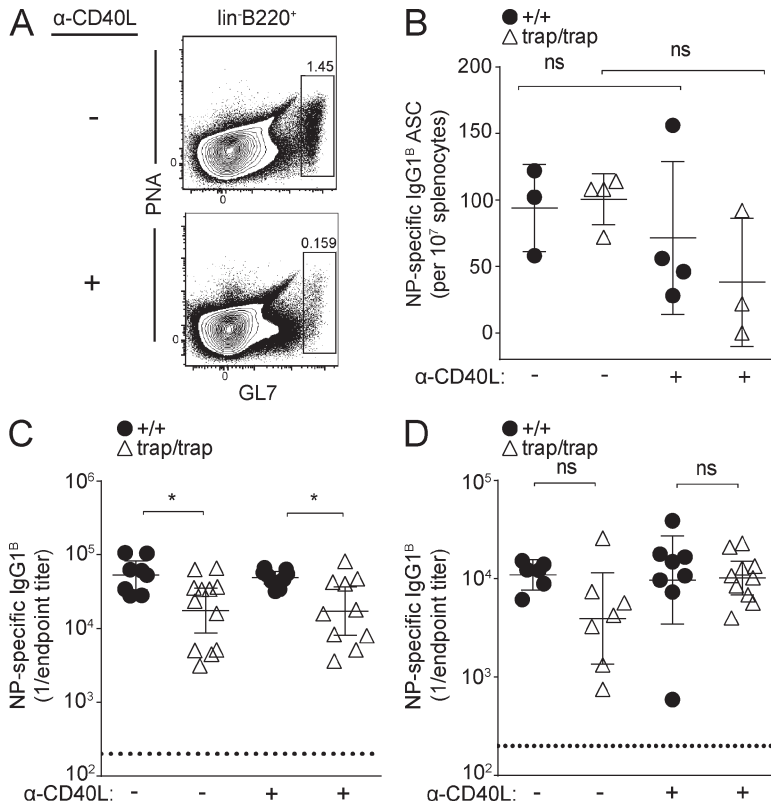 A
α-CD40L
lin⁻B220⁺
-
1.45
0
0
+
0.159
0
0
PNA
GL7
B
+/+
trap/trap
ns
ns
200
150
100
50
0
NP-specific IgG1ᴮ ASC
(per 10⁷ splenocytes)
α-CD40L: - - + +
C
+/+
trap/trap
*
*
10⁶
10⁵
10⁴
10³
10²
NP-specific IgG1ᴮ
(1/endpoint titer)
α-CD40L: - - + +
D
+/+
trap/trap
ns
ns
10⁵
10⁴
10³
10²
NP-specific IgG1ᴮ
(1/endpoint titer)
α-CD40L: - - + +